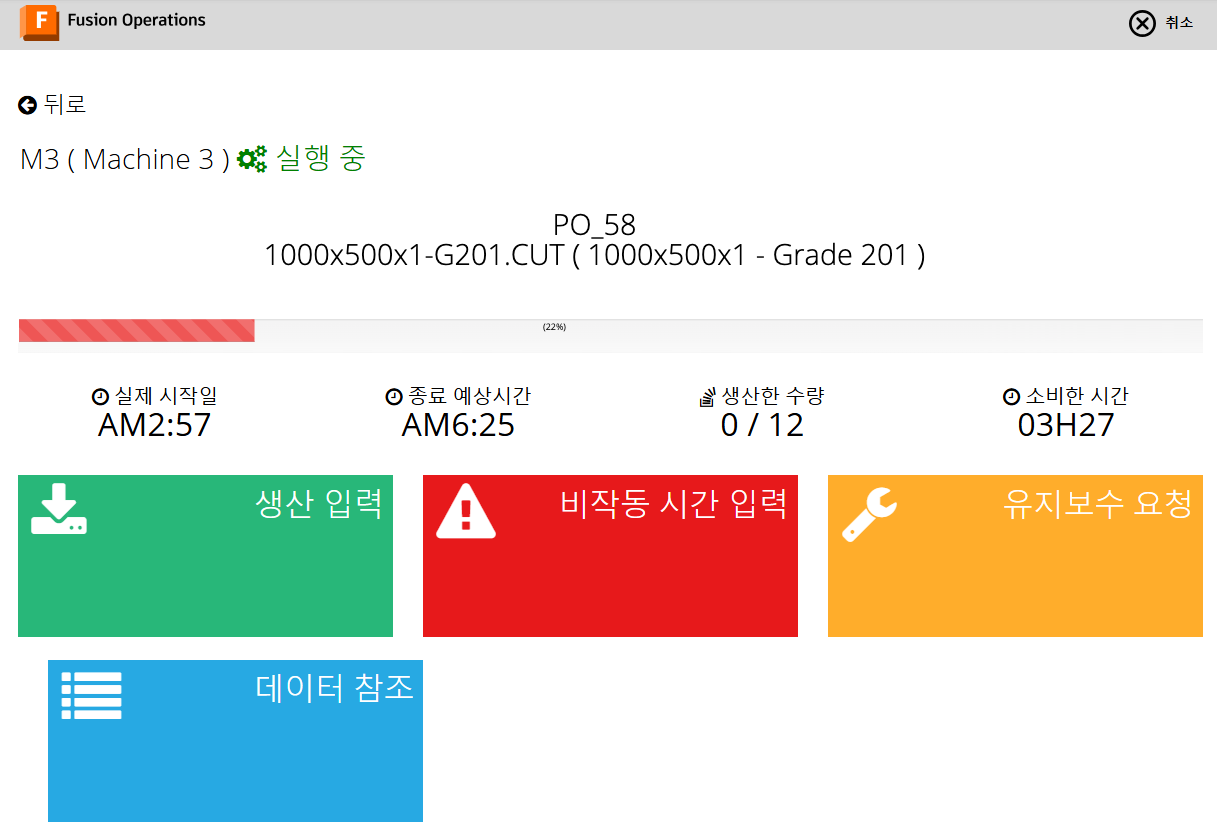 F Fusion Operations
취소
뒤로
M3 ( Machine 3 ) 실행 중
PO_58
1000x500x1-G201.CUT ( 1000x500x1 - Grade 201 )
(22%)
실제 시작일
AM2:57
종료 예상시간
AM6:25
생산한 수량
0 / 12
소비한 시간
03H27
생산 입력
비작동 시간 입력
유지보수 요청
데이터 참조